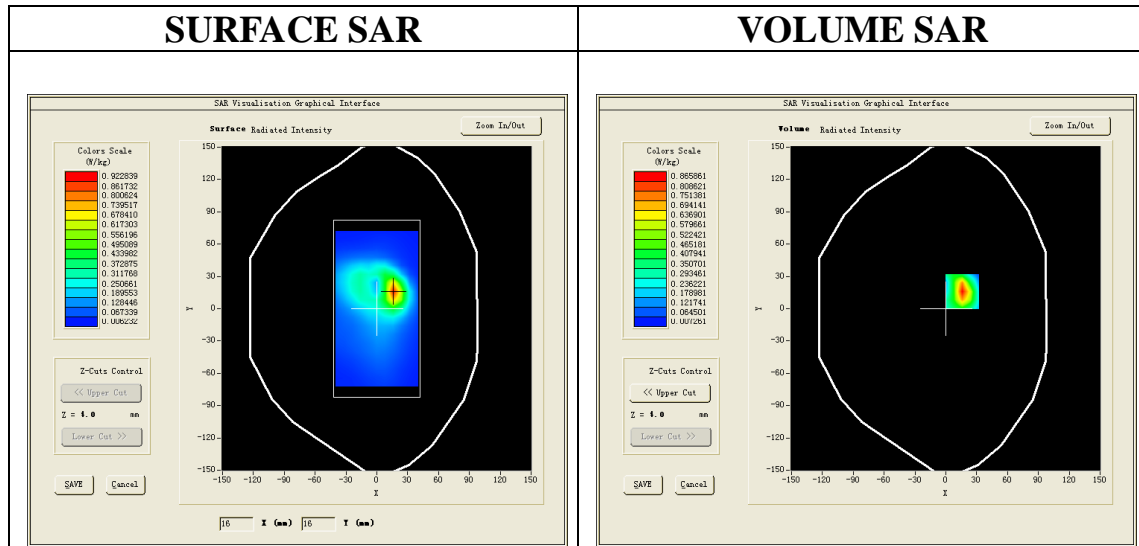 SURFACE SAR
VOLUME SAR
SAR Visualisation Graphical Interface
Surface Radiated Intensity
Zoom In/Out
Colors Scale
(W/kg)
0.922839
0.861732
0.800624
0.739517
0.678410
0.617303
0.556196
0.495089
0.433982
0.372875
0.311768
0.250661
0.189553
0.128446
0.067339
0.006232
Z-Cuts Control
<< Upper Cut
Z = 4.0 mm
Lower Cut >>
SAVE
Cancel
150
120
90
60
30
0
-30
-60
-90
-120
-150
Y
-150 -120 -90 -60 -30 0 30 60 90 120 150
X
16 X (mm) 16 Y (mm)
SAR Visualisation Graphical Interface
Volume Radiated Intensity
Zoom In/Out
Colors Scale
(W/kg)
0.865861
0.808621
0.751381
0.694141
0.636901
0.579661
0.522421
0.465181
0.407941
0.350701
0.293461
0.236221
0.178981
0.121741
0.064501
0.007261
Z-Cuts Control
<< Upper Cut
Z = 4.0 mm
Lower Cut >>
SAVE
Cancel
150
120
90
60
30
0
-30
-60
-90
-120
-150
Y
-150 -120 -90 -60 -30 0 30 60 90 120 150
X